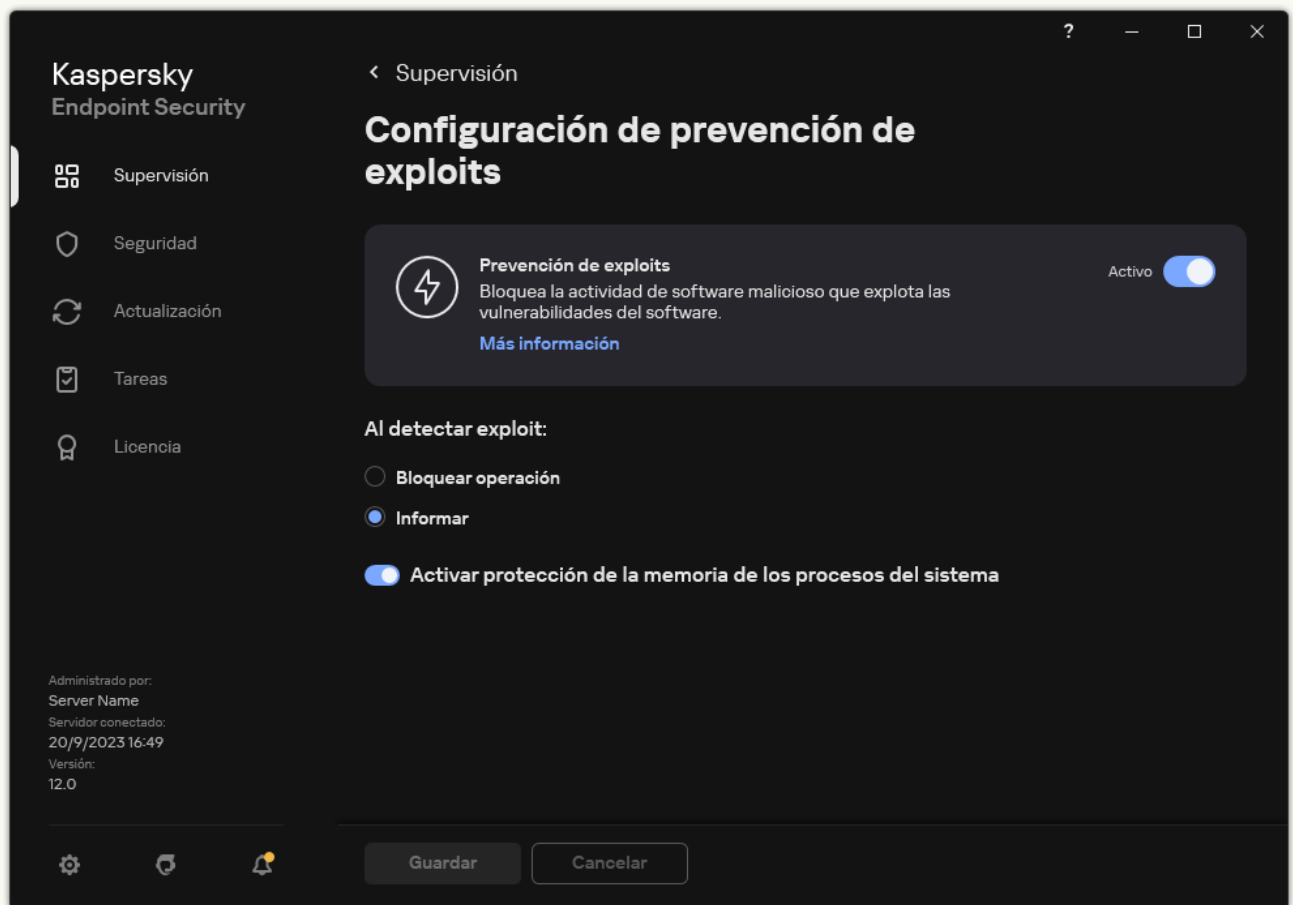 ?
Kaspersky
Endpoint Security
Supervisión
Seguridad
Actualización
Tareas
Licencia
Administrado por:
Server Name
Servidor conectado:
20/9/2023 16:49
Versión:
12.0
Supervisión
Configuración de prevención de
exploits
Prevención de exploits
Bloquea la actividad de software malicioso que explota las
vulnerabilidades del software.
Más información
Activo
Al detectar exploit:
Bloquear operación
Informar
Activar protección de la memoria de los procesos del sistema
Guardar
Cancelar